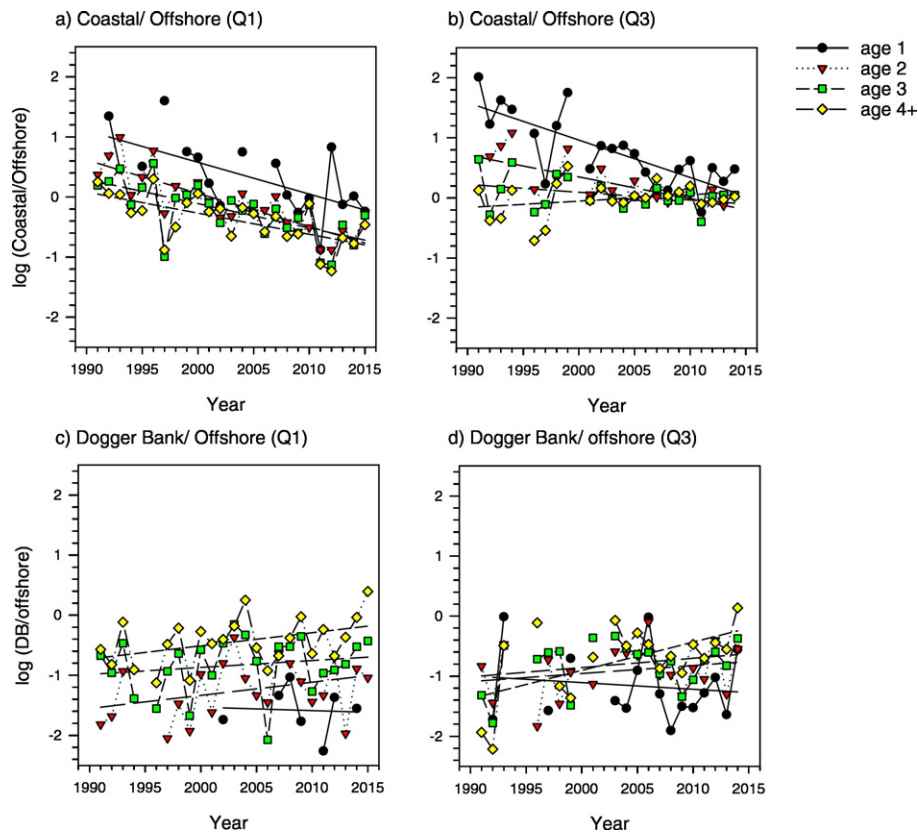 a) Coastal/ Offshore (Q1)
2
1
0
-1
-2
log (Coastal/Offshore)
1990 1995 2000 2005 2010 2015
Year
b) Coastal/ Offshore (Q3)
2
1
0
-1
-2
1990 1995 2000 2005 2010 2015
Year
age 1
age 2
age 3
age 4+
c) Dogger Bank/ Offshore (Q1)
2
1
0
-1
-2
log (DB/offshore)
1990 1995 2000 2005 2010 2015
Year
d) Dogger Bank/ offshore (Q3)
2
1
0
-1
-2
1990 1995 2000 2005 2010 2015
Year